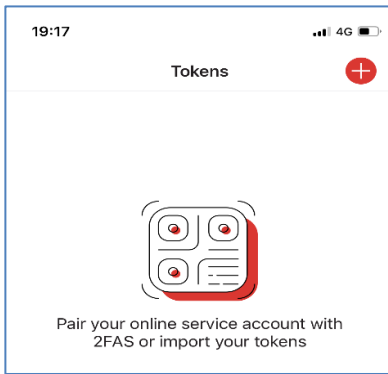 19:17 4G
Tokens
Pair your online service account with
2FAS or import your tokens